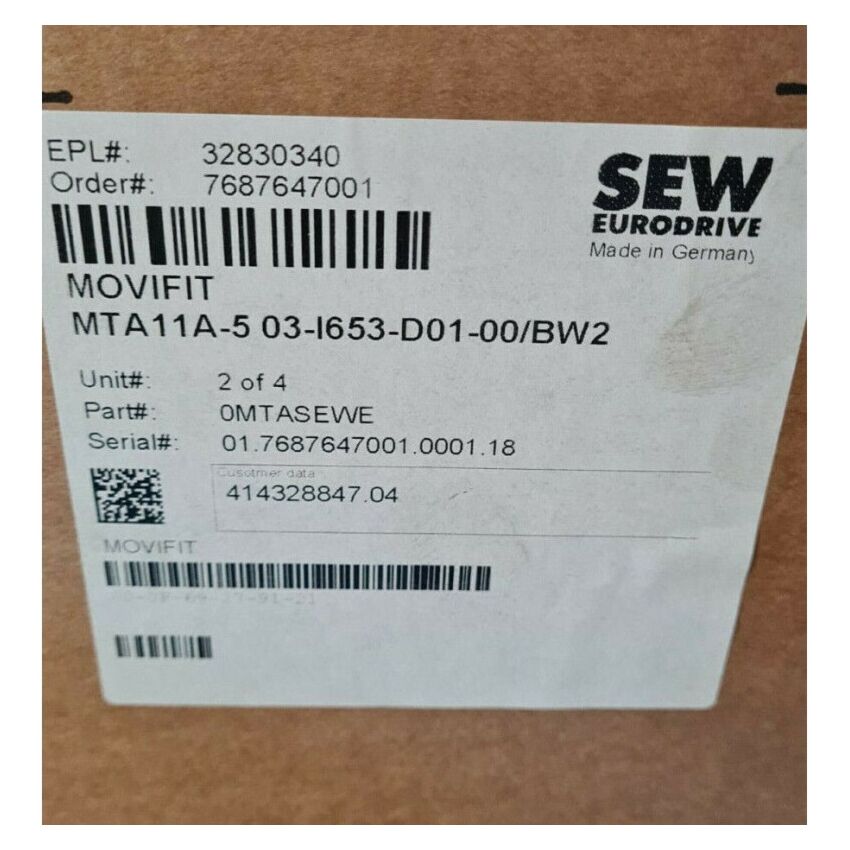 EPL#: 32830340
Order#: 7687647001
SEW
EURODRIVE
Made in Germany
MOVIFIT
MTA11A-5 03-I653-D01-00/BW2
Unit#: 2 of 4
Part#: 0MTASEWE
Serial#: 01.7687647001.0001.18
Cusotmer data
414328847.04
MOVIFIT